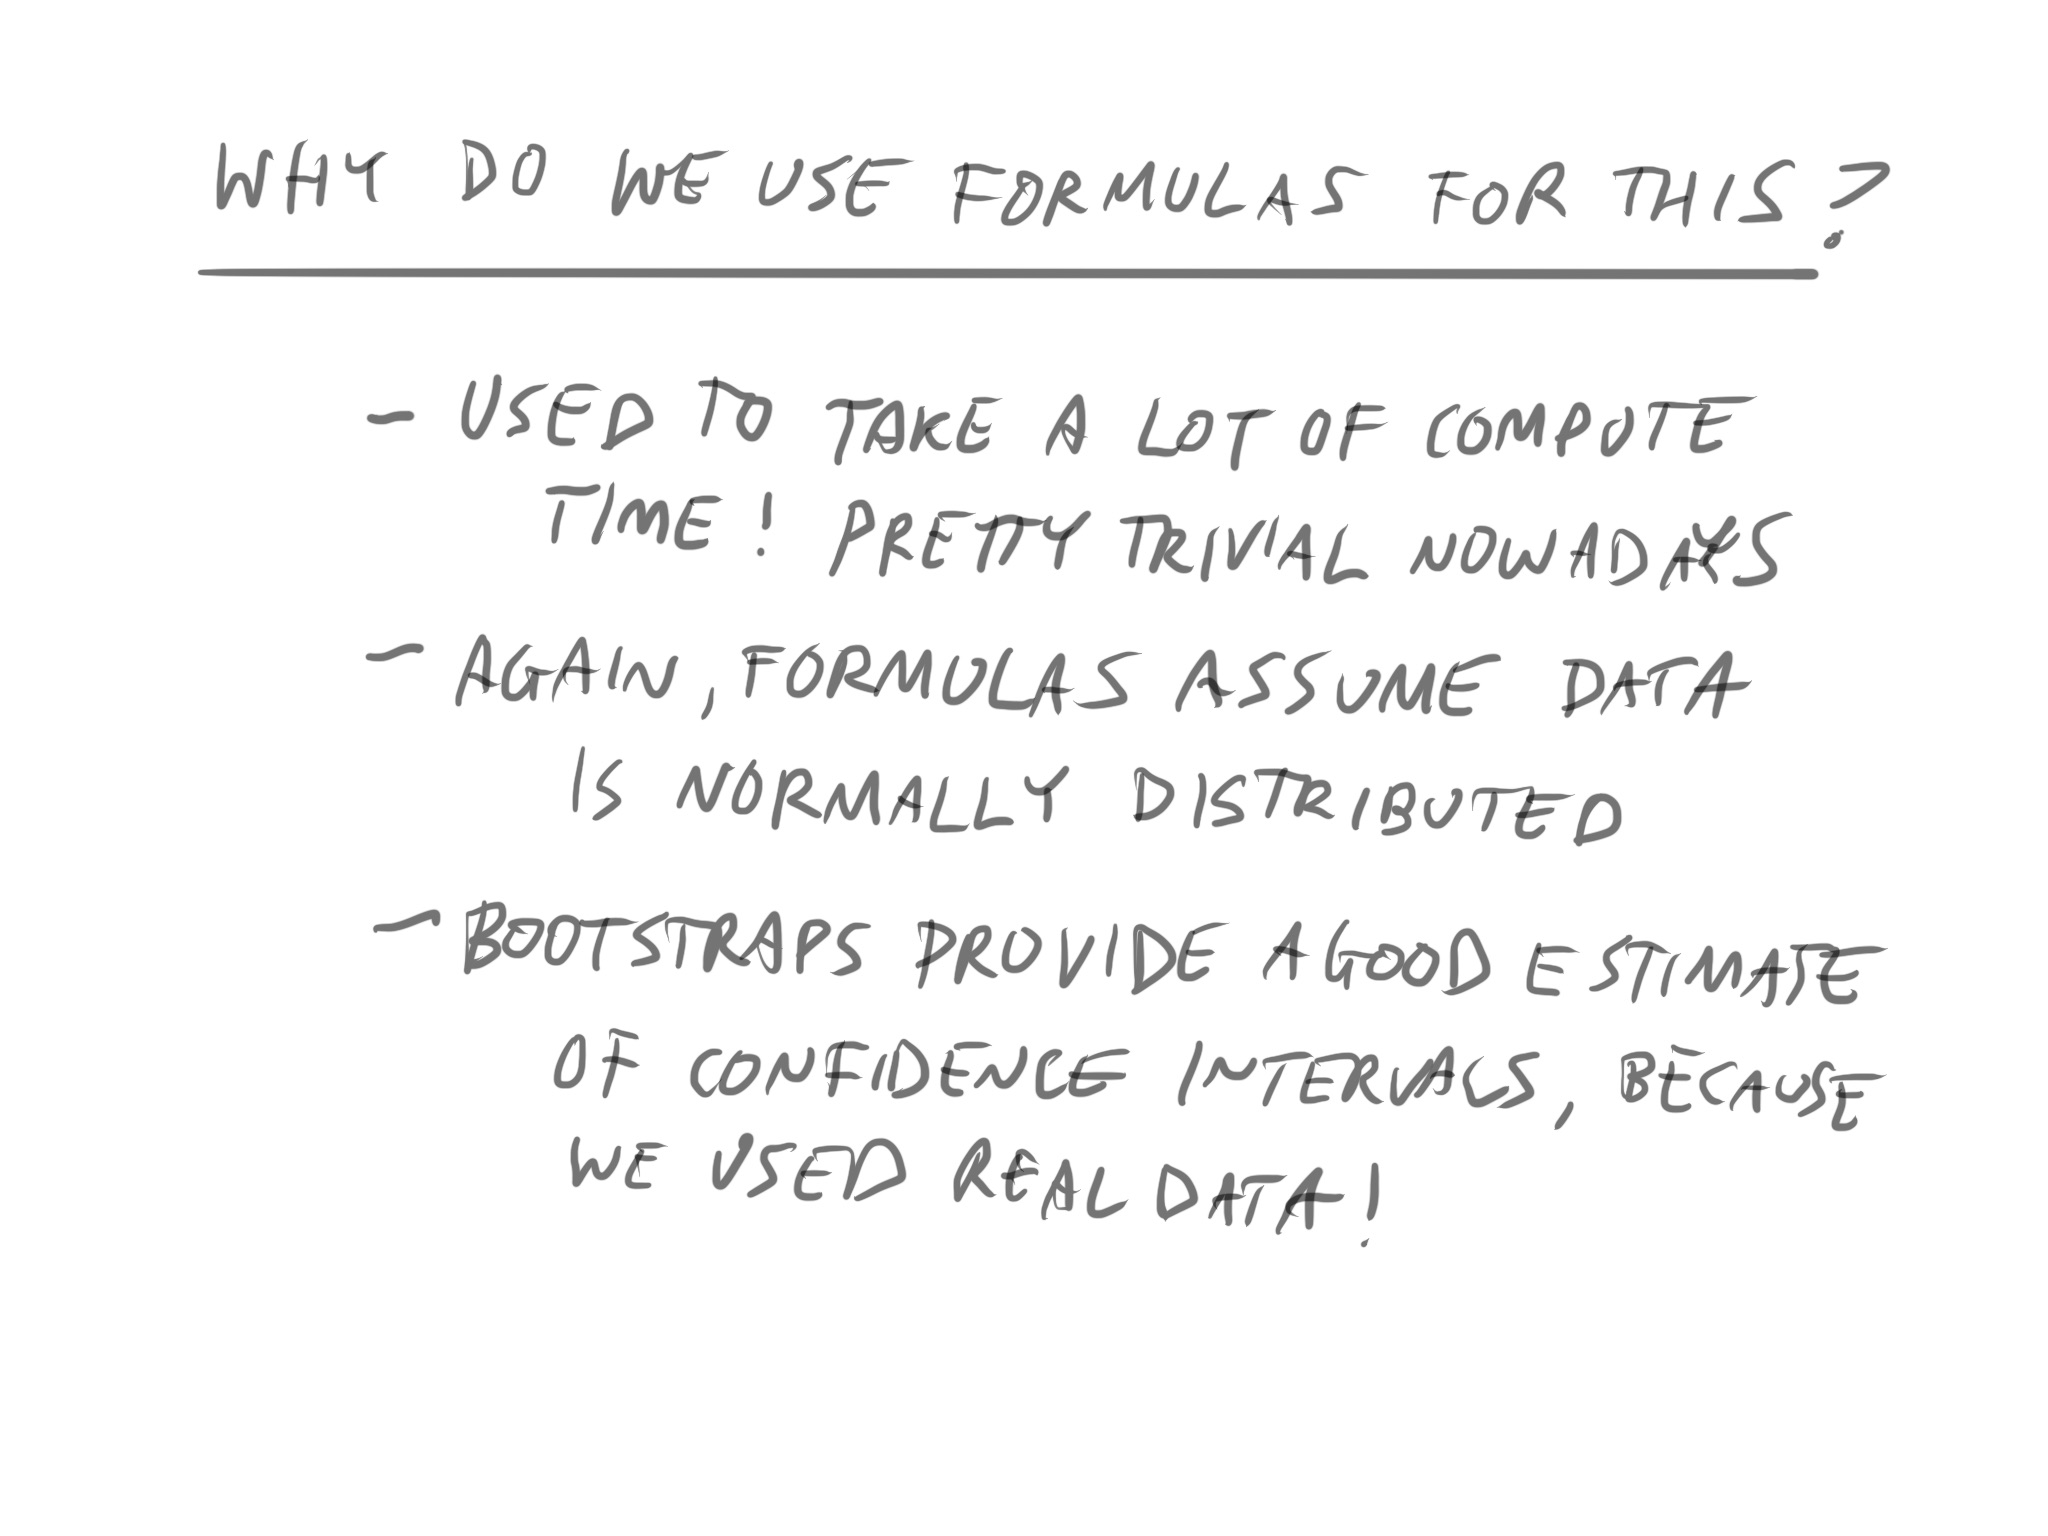 WHY DO WE USE FORMULAS FOR THIS?
- USED TO TAKE A LOT OF COMPUTE
TIME! PRETTY TRIVIAL NOWADAYS
- AGAIN, FORMULAS ASSUME DATA
IS NORMALLY DISTRIBUTED
- BOOTSTRAPS PROVIDE A GOOD ESTIMATE
OF CONFIDENCE INTERVALS, BECAUSE
WE USED REAL DATA!